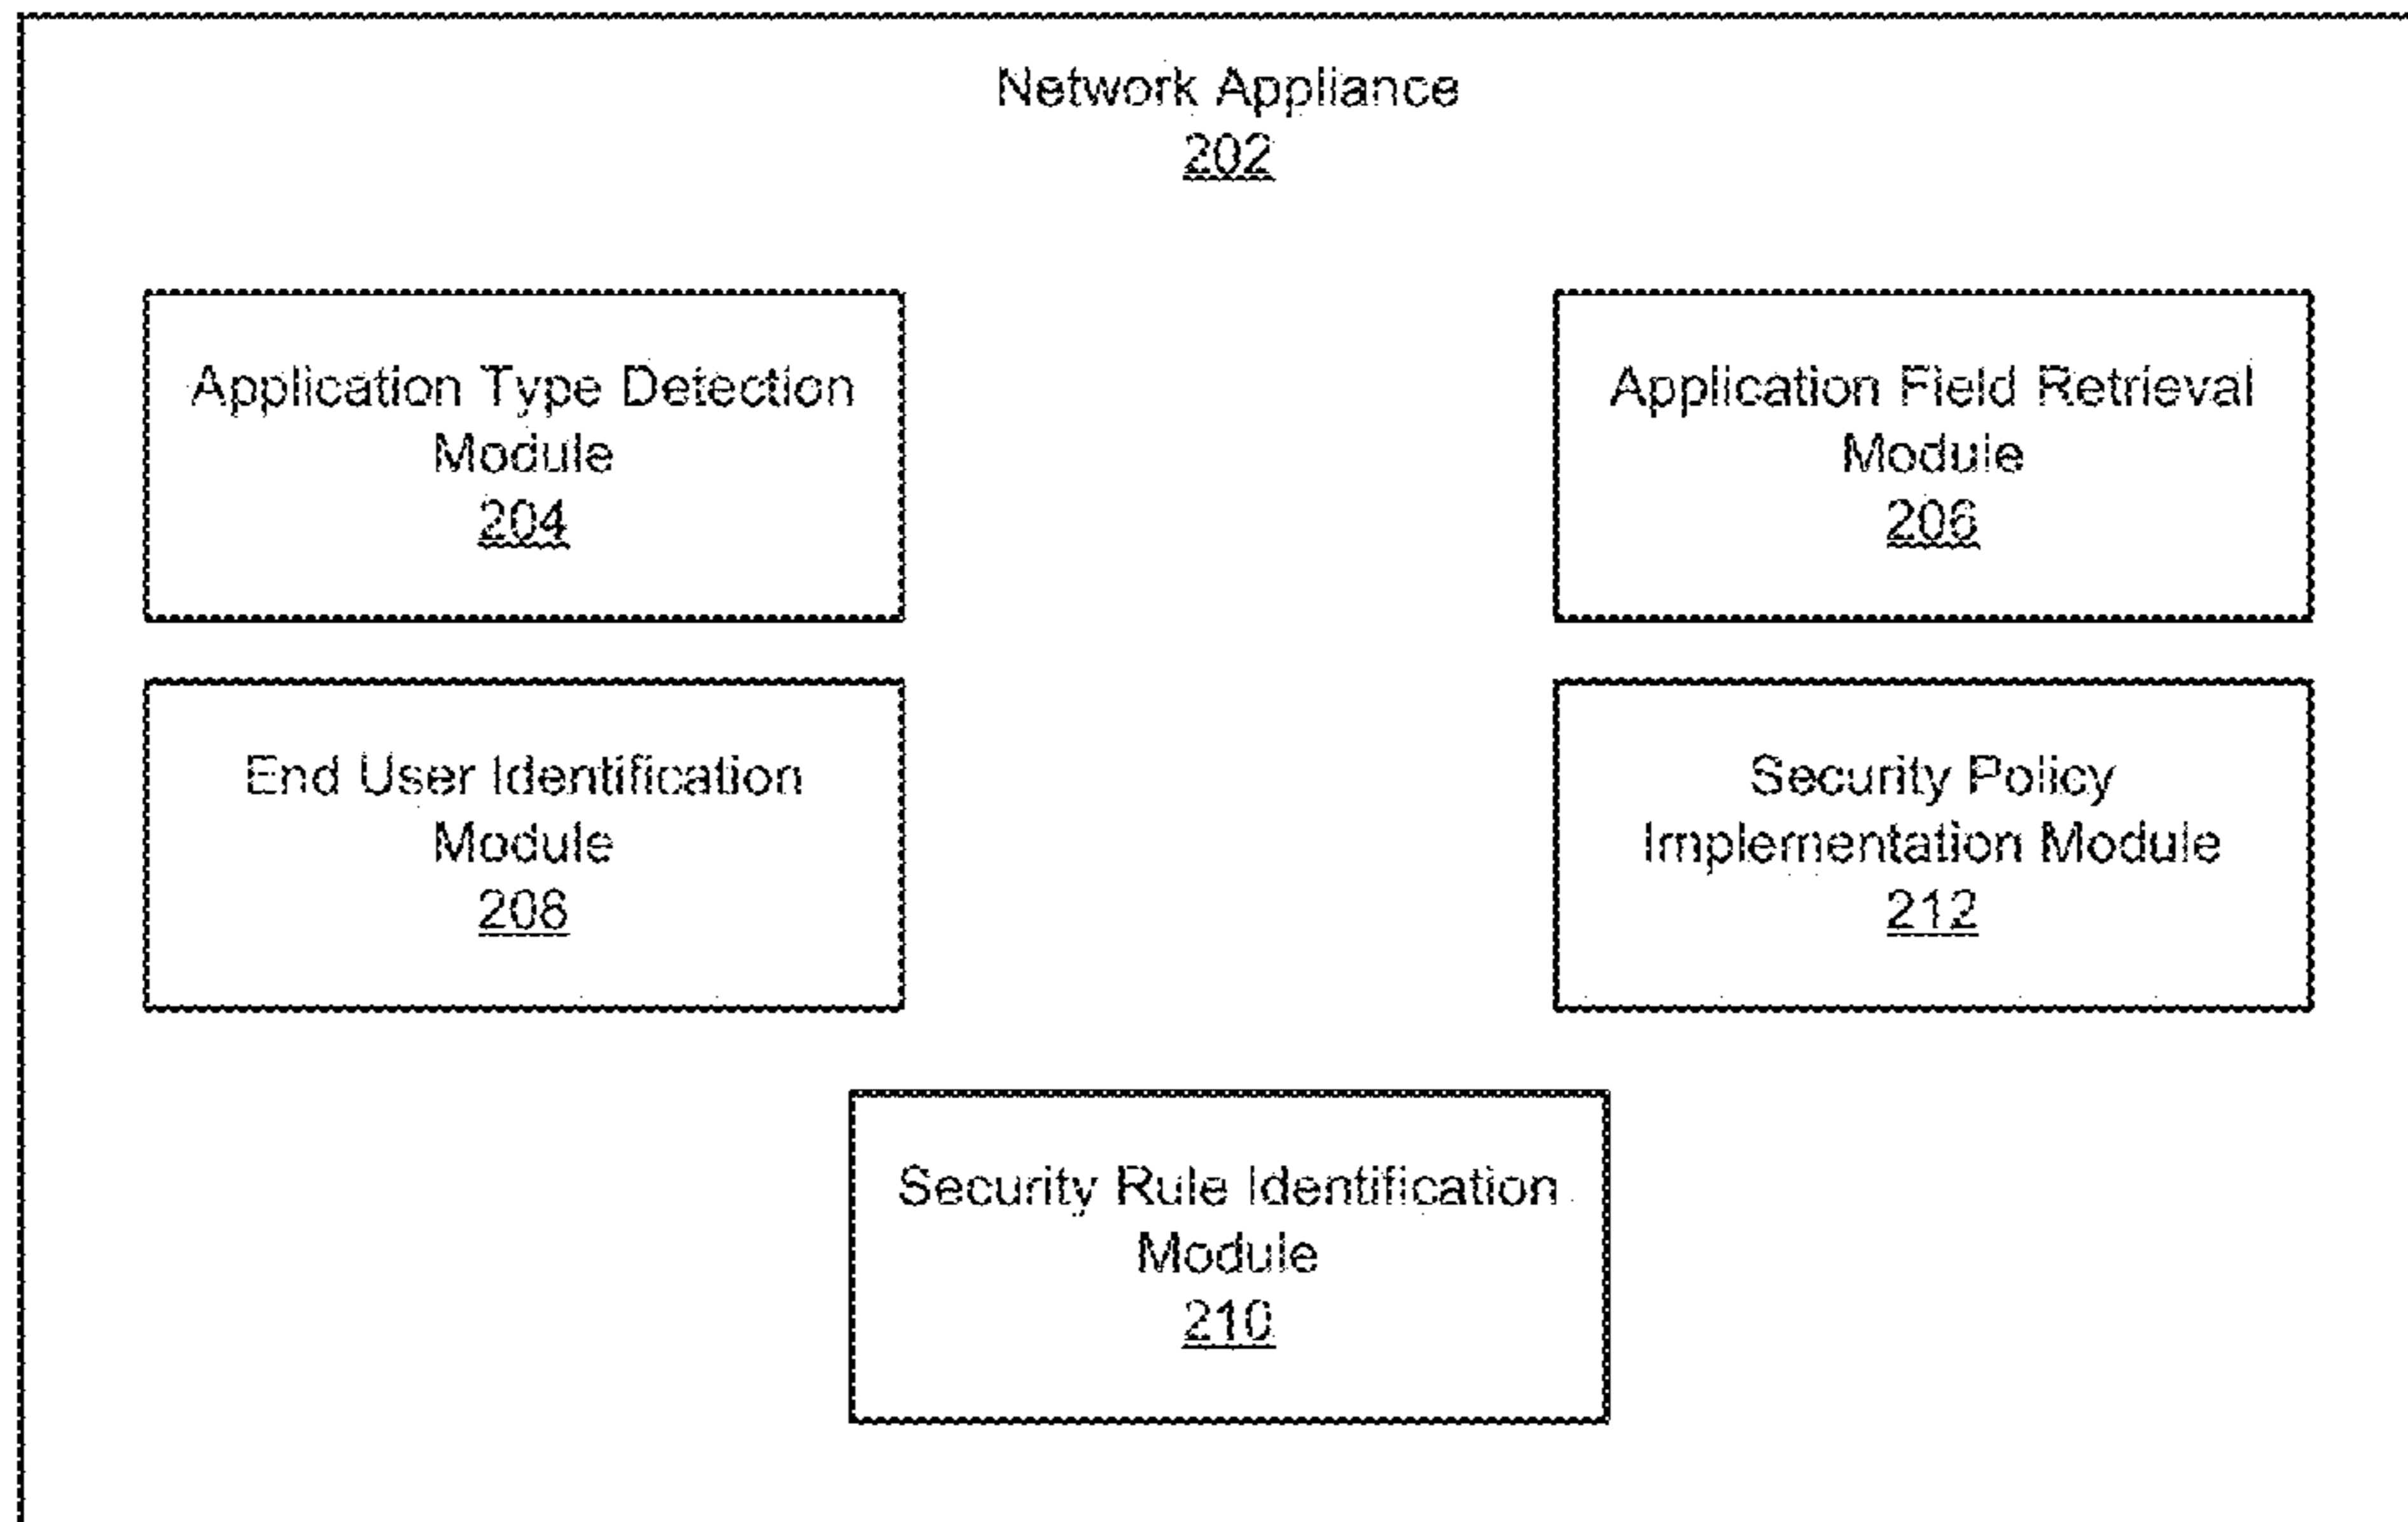 Network Appliance
202
Application Type Detection
Module
204
Application Field Retrieval
Module
206
End User Identification
Module
208
Security Policy
Implementation Module
212
Security Rule Identification
Module
210